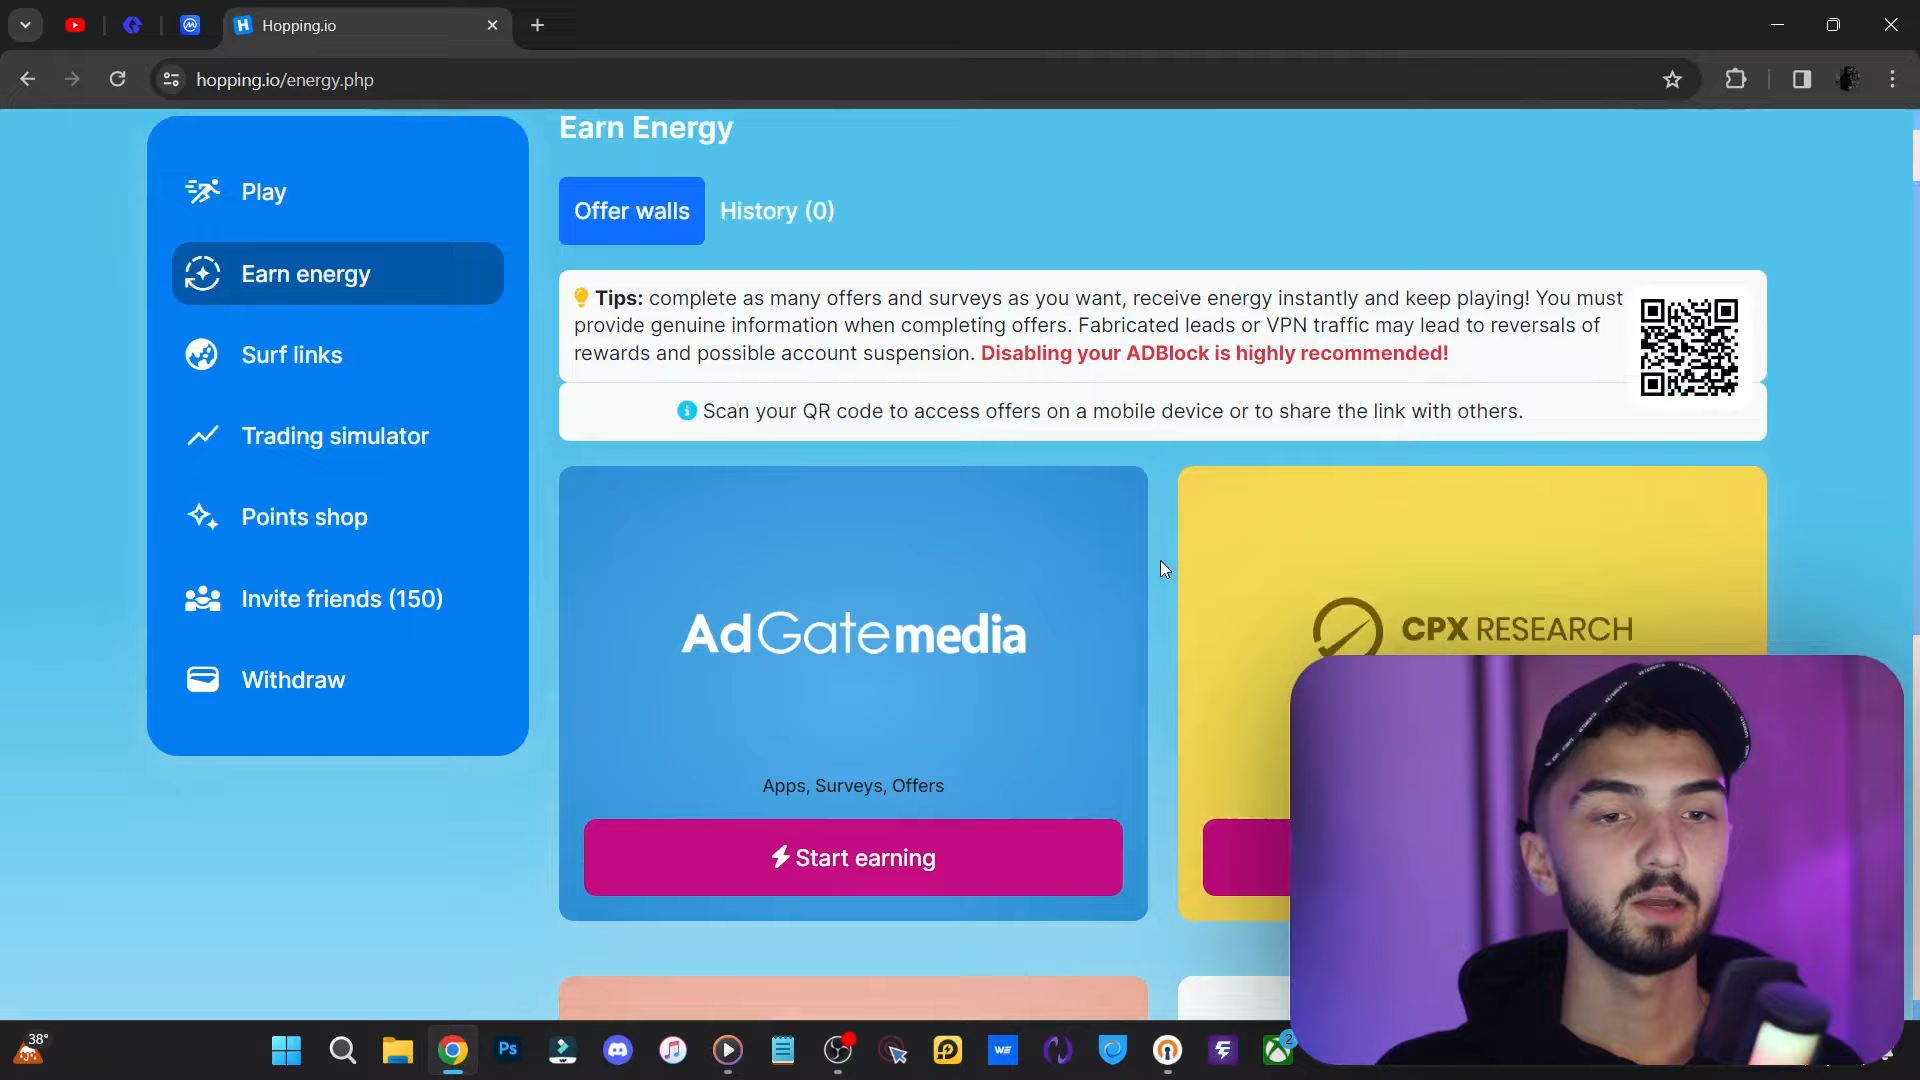 Hopping.io
hopping.io/energy.php
Play
Earn energy
Surf links
Trading simulator
Points shop
Invite friends (150)
Withdraw
Earn Energy
Offer walls
History (0)
Tips: complete as many offers and surveys as you want, receive energy instantly and keep playing! You must
provide genuine information when completing offers. Fabricated leads or VPN traffic may lead to reversals of
rewards and possible account suspension. Disabling your ADBlock is highly recommended!
Scan your QR code to access offers on a mobile device or to share the link with others.
AdGatemedia
Apps, Surveys, Offers
Start earning
CPX RESEARCH
38°
Ps
WE
2